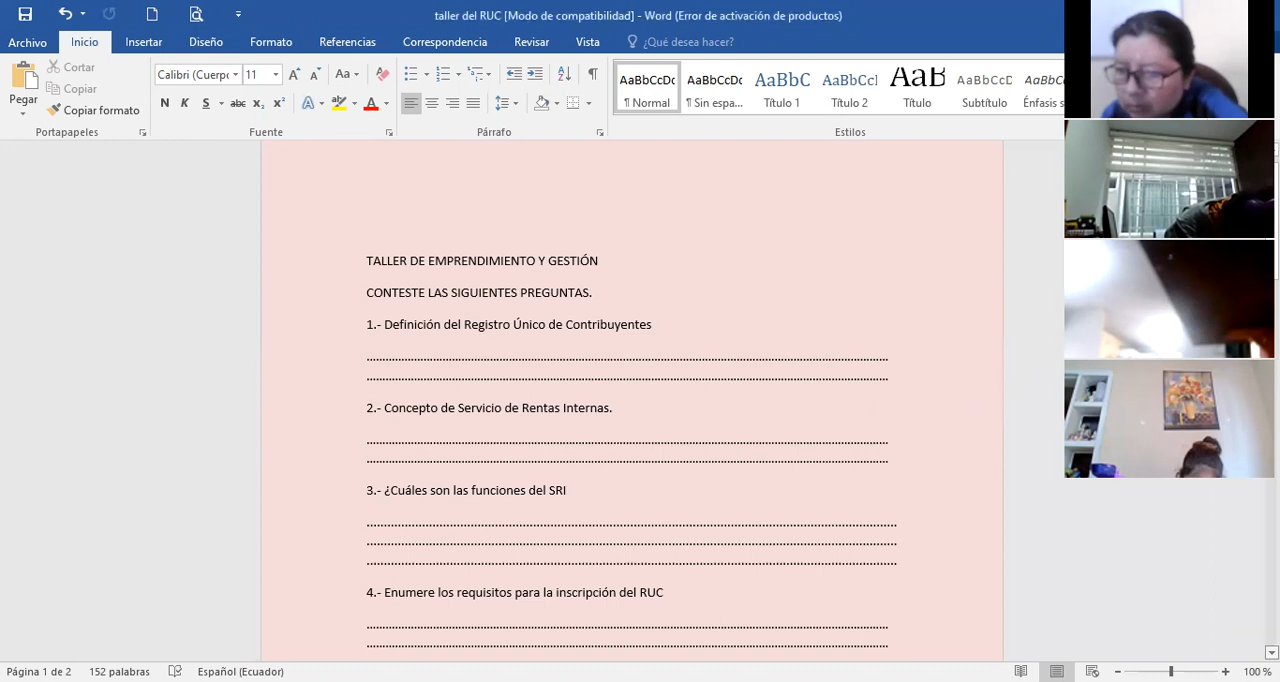 taller del RUC [Modo de compatibilidad] - Word (Error de activación de productos)
Archivo Inicio Insertar Diseño Formato Referencias Correspondencia Revisar Vista ¿Qué desea hacer?
Pegar
Cortar
Copiar
Copiar formato
Portapapeles
Calibri (Cuerpo 11
N K S abc x₂ x²
Fuente
Párrafo
AaBbCcDc AaBbCcDc AaBbC AaBbCcI AaB AaBbCcD AaBbCc
¶ Normal ¶ Sin espa... Título 1 Título 2 Título Subtítulo Énfasis s
Estilos
TALLER DE EMPRENDIMIENTO Y GESTIÓN
CONTESTE LAS SIGUIENTES PREGUNTAS.
1.- Definición del Registro Único de Contribuyentes
2.- Concepto de Servicio de Rentas Internas.
3.- ¿Cuáles son las funciones del SRI
4.- Enumere los requisitos para la inscripción del RUC
Página 1 de 2 152 palabras Español (Ecuador) 100 %